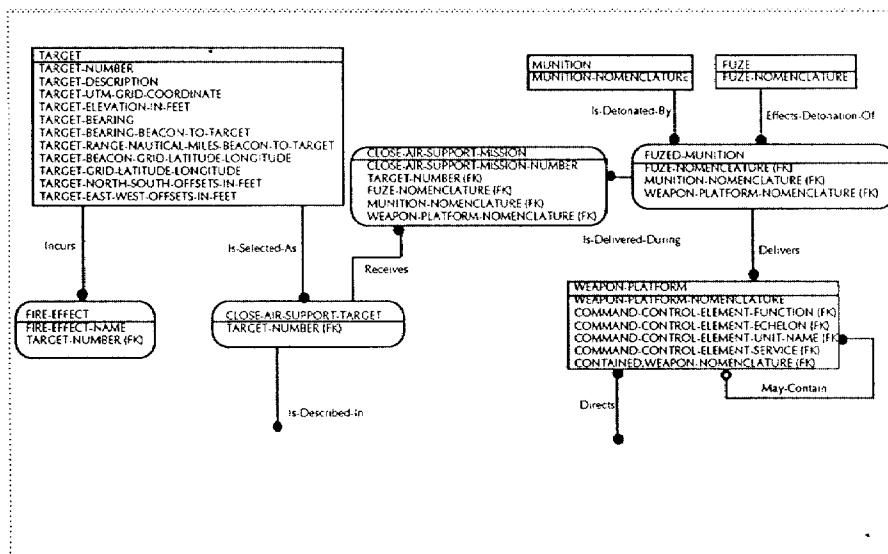 TARGET
TARGET-NUMBER
TARGET-DESCRIPTION
TARGET-UTM-GRID-COORDINATE
TARGET-ELEVATION-IN-FEET
TARGET-BEARING
TARGET-BEARING-BEACON-TO-TARGET
TARGET-RANGE-NAUTICAL-MILES-BEACON-TO-TARGET
TARGET-BEACON-GRID-LATITUDE-LONGITUDE
TARGET-GRID-LATITUDE-LONGITUDE
TARGET-NORTH-SOUTH-OFFSETS-IN-FEET
TARGET-EAST-WEST-OFFSETS-IN-FEET
MUNITION
MUNITION-NOMENCLATURE
FUZE
FUZE-NOMENCLATURE
Is-Detonated-By
Effects-Detonation-Of
CLOSE-AIR-SUPPORT-MISSION
CLOSE-AIR-SUPPORT-MISSION-NUMBER
TARGET-NUMBER (FK)
FUZE-NOMENCLATURE (FK)
MUNITION-NOMENCLATURE (FK)
WEAPON-PLATFORM-NOMENCLATURE (FK)
FUZED-MUNITION
FUZE-NOMENCLATURE (FK)
MUNITION-NOMENCLATURE (FK)
WEAPON-PLATFORM-NOMENCLATURE (FK)
Incurs
Is-Selected-As
Receives
Is-Delivered-During
Delivers
FIRE-EFFECT
FIRE-EFFECT-NAME
TARGET-NUMBER (FK)
CLOSE-AIR-SUPPORT-TARGET
TARGET-NUMBER (FK)
WEAPON-PLATFORM
WEAPON-PLATFORM-NOMENCLATURE
COMMAND-CONTROL-ELEMENT-FUNCTION (FK)
COMMAND-CONTROL-ELEMENT-ECHELON (FK)
COMMAND-CONTROL-ELEMENT-UNIT-NAME (FK)
COMMAND-CONTROL-ELEMENT-SERVICE (FK)
CONTAINED.WEAPON-NOMENCLATURE (FK)
May-Contain
Is-Described-In
Directs